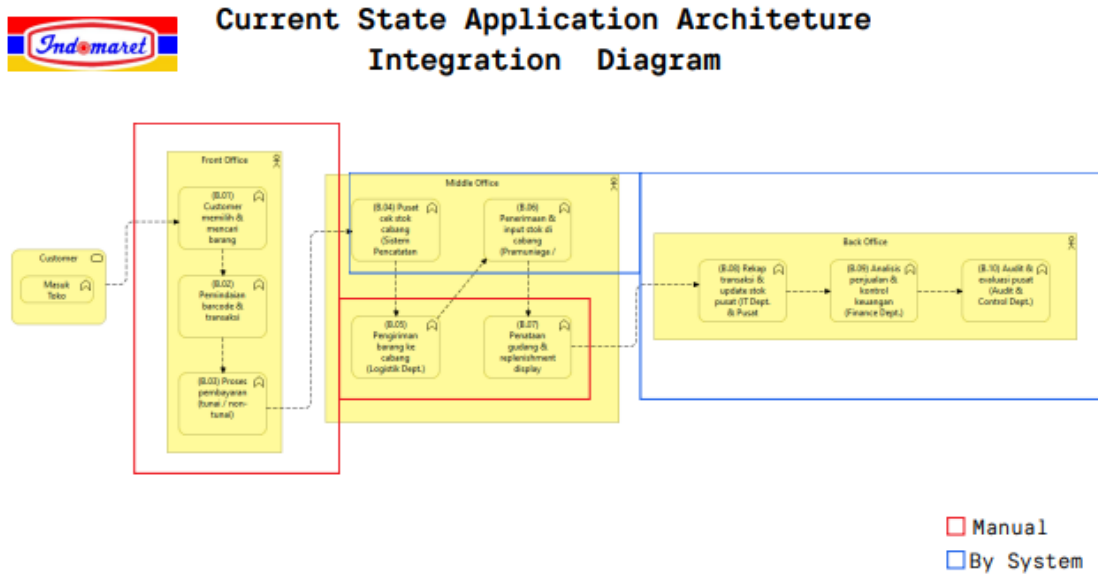 Indomaret
Current State Application Architeture
Integration Diagram
Front Office
(B.01)
Customer
memilih &
mencari
barang
(B.02)
Pemindaian
barcode &
transaksi
(B.03) Proses
pembayaran
(tunai / non-
tunai)
Customer
Masuk
Toko
Middle Office
(B.04) Pusat
cek stok
cabang
(Sistem
Pencatatan
(B.06)
Penerimaan &
input stok di
cabang
(Pramuniaga /
(B.05)
Pengiriman
barang ke
cabang
(Logistik Dept.)
(B.07)
Penataan
gudang &
replenishment
display
Back Office
(B.08) Rekap
transaksi &
update stok
pusat (IT Dept.
& Pusat
(B.09) Analisis
penjualan &
kontrol
keuangan
(Finance Dept.)
(B.10) Audit &
evaluasi pusat
(Audit &
Control Dept.)
Manual
By System